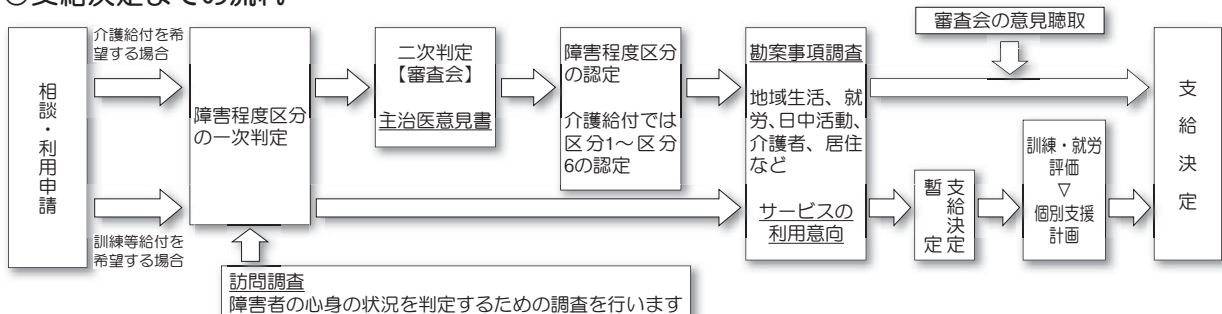 ○支給決定までの流れ
審査会の意見聴取
相談・利用申請
介護給付を希
望する場合
訓練等給付を
希望する場合
障害程度区分
の一次判定
訪問調査
障害者の心身の状況を判定するための調査を行います
二次判定
【審査会】
主治医意見書
障害程度区分
の認定
介護給付では
区分1～区分
6の認定
勘案事項調査
地域生活、就
労、日中活動、
介護者、居住
など
サービスの
利用意向
暫定
支給決定
訓練・就労
評価
▽
個別支援
計画
支給決定